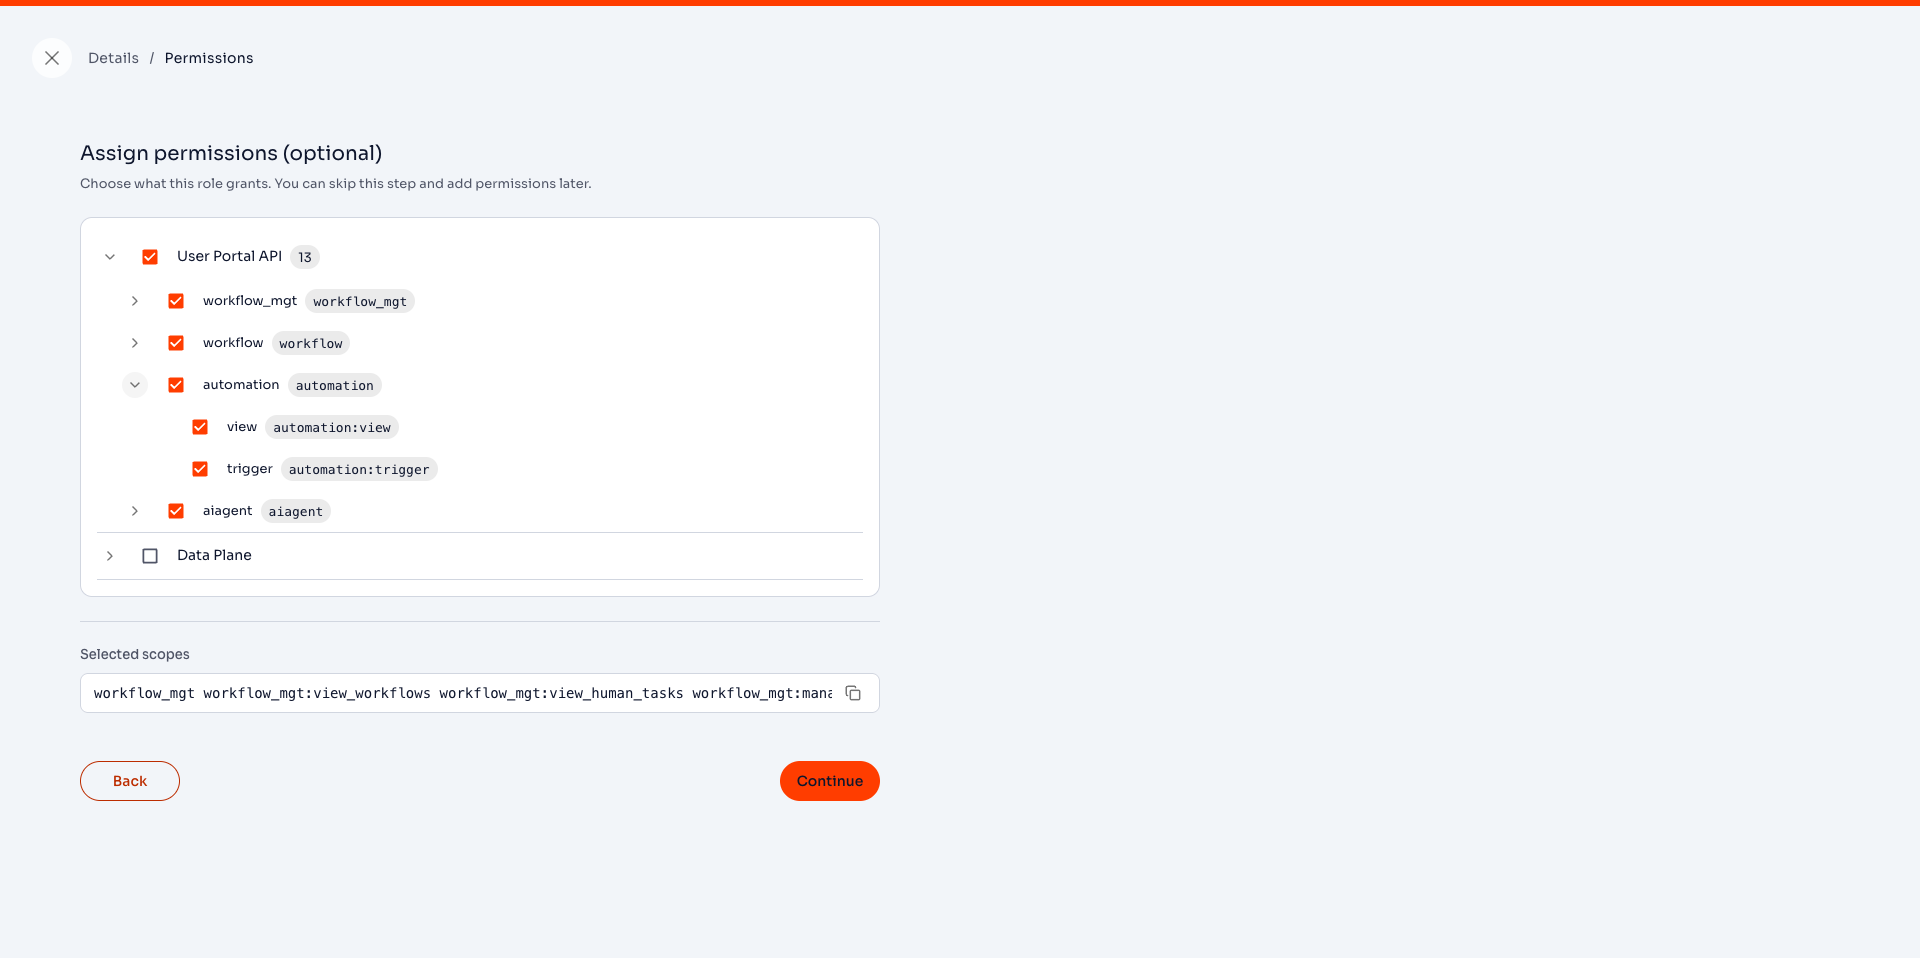 Details / Permissions
Assign permissions (optional)
Choose what this role grants. You can skip this step and add permissions later.
User Portal API 13
workflow_mgt workflow_mgt
workflow workflow
automation automation
view automation:view
trigger automation:trigger
aiagent aiagent
Data Plane
Selected scopes
workflow_mgt workflow_mgt:view_workflows workflow_mgt:view_human_tasks workflow_mgt:mana
Back Continue